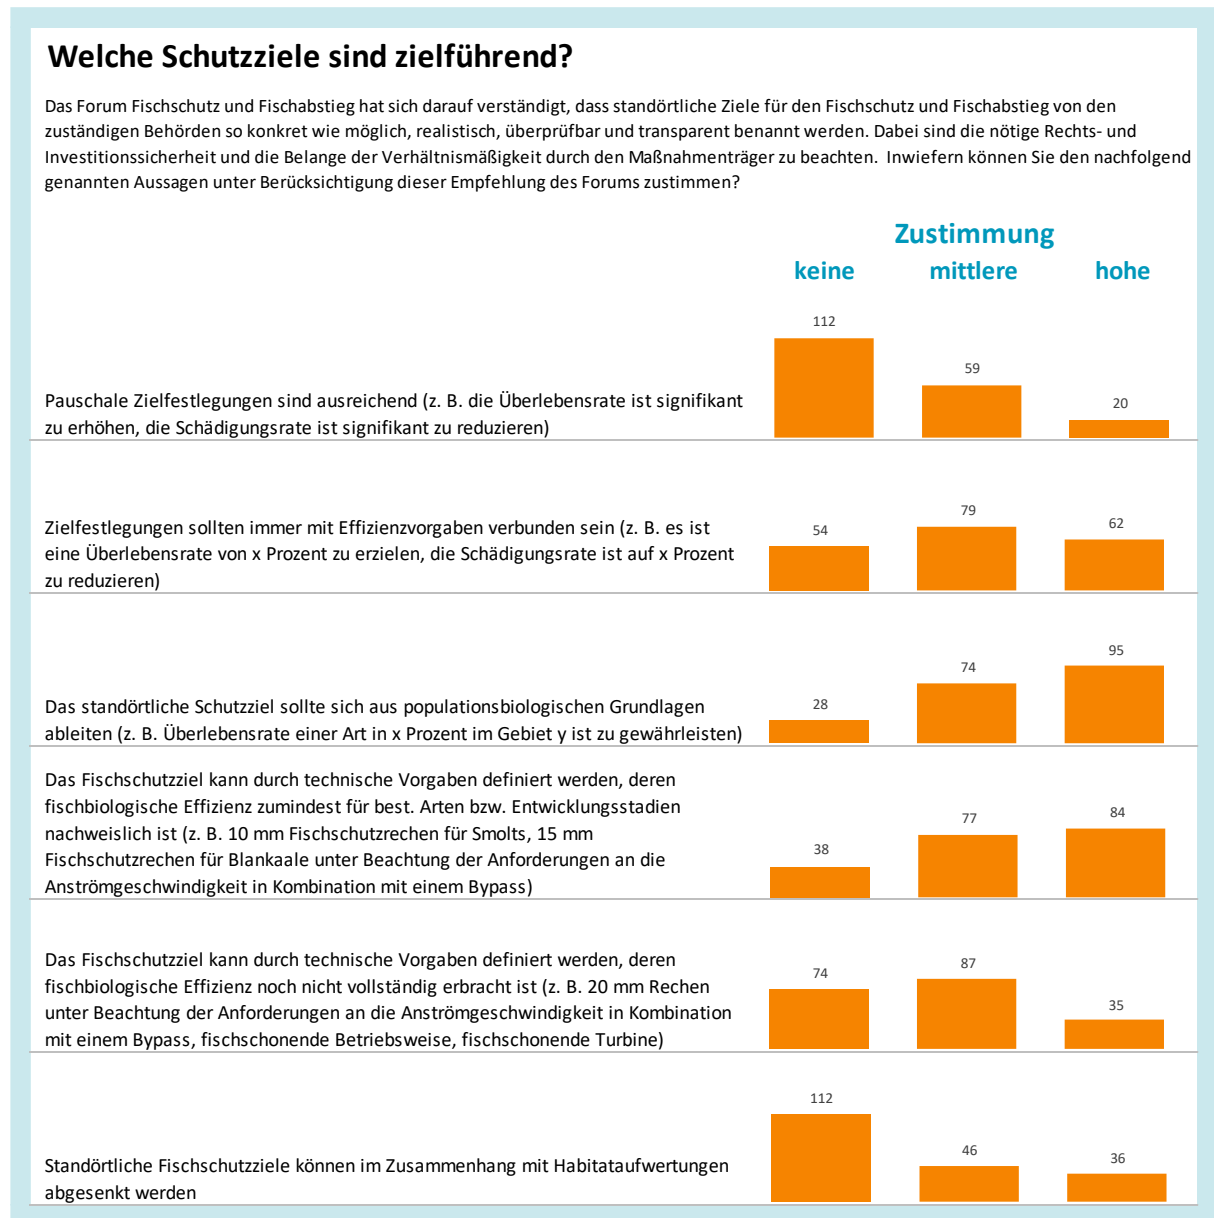 Welche Schutzziele sind zielführend?
Das Forum Fischschutz und Fischabstieg hat sich darauf verständigt, dass standörtliche Ziele für den Fischschutz und Fischabstieg von den
zuständigen Behörden so konkret wie möglich, realistisch, überprüfbar und transparent benannt werden. Dabei sind die nötige Rechts- und
Investitionssicherheit und die Belange der Verhältnismäßigkeit durch den Maßnahmenträger zu beachten. Inwiefern können Sie den nachfolgend
genannten Aussagen unter Berücksichtigung dieser Empfehlung des Forums zustimmen?
Zustimmung
keine mittlere hohe
112 59 20
Pauschale Zielfestlegungen sind ausreichend (z. B. die Überlebensrate ist signifikant
zu erhöhen, die Schädigungsrate ist signifikant zu reduzieren)
54 79 62
Zielfestlegungen sollten immer mit Effizienzvorgaben verbunden sein (z. B. es ist
eine Überlebensrate von x Prozent zu erzielen, die Schädigungsrate ist auf x Prozent
zu reduzieren)
28 74 95
Das standörtliche Schutzziel sollte sich aus populationsbiologischen Grundlagen
ableiten (z. B. Überlebensrate einer Art in x Prozent im Gebiet y ist zu gewährleisten)
Das Fischschutzziel kann durch technische Vorgaben definiert werden, deren
fischbiologische Effizienz zumindest für best. Arten bzw. Entwicklungsstadien
nachweislich ist (z. B. 10 mm Fischschutzrechen für Smolts, 15 mm
Fischschutzrechen für Blankaale unter Beachtung der Anforderungen an die
Anströmgeschwindigkeit in Kombination mit einem Bypass)
38 77 84
Das Fischschutzziel kann durch technische Vorgaben definiert werden, deren
fischbiologische Effizienz noch nicht vollständig erbracht ist (z. B. 20 mm Rechen
unter Beachtung der Anforderungen an die Anströmgeschwindigkeit in Kombination
mit einem Bypass, fischschonende Betriebsweise, fischschonende Turbine)
74 87 35
112 46 36
Standörtliche Fischschutzziele können im Zusammenhang mit Habitataufwertungen
abgesenkt werden